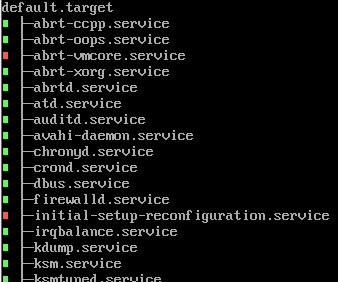 default.target
├─abrt-ccpp.service
├─abrt-oops.service
├─abrt-vmcore.service
├─abrt-xorg.service
├─abrtd.service
├─atd.service
├─auditd.service
├─avahi-daemon.service
├─chronyd.service
├─crond.service
├─dbus.service
├─firewalld.service
├─initial-setup-reconfiguration.service
├─irqbalance.service
├─kdump.service
├─ksm.service
├─ksmtuned.service